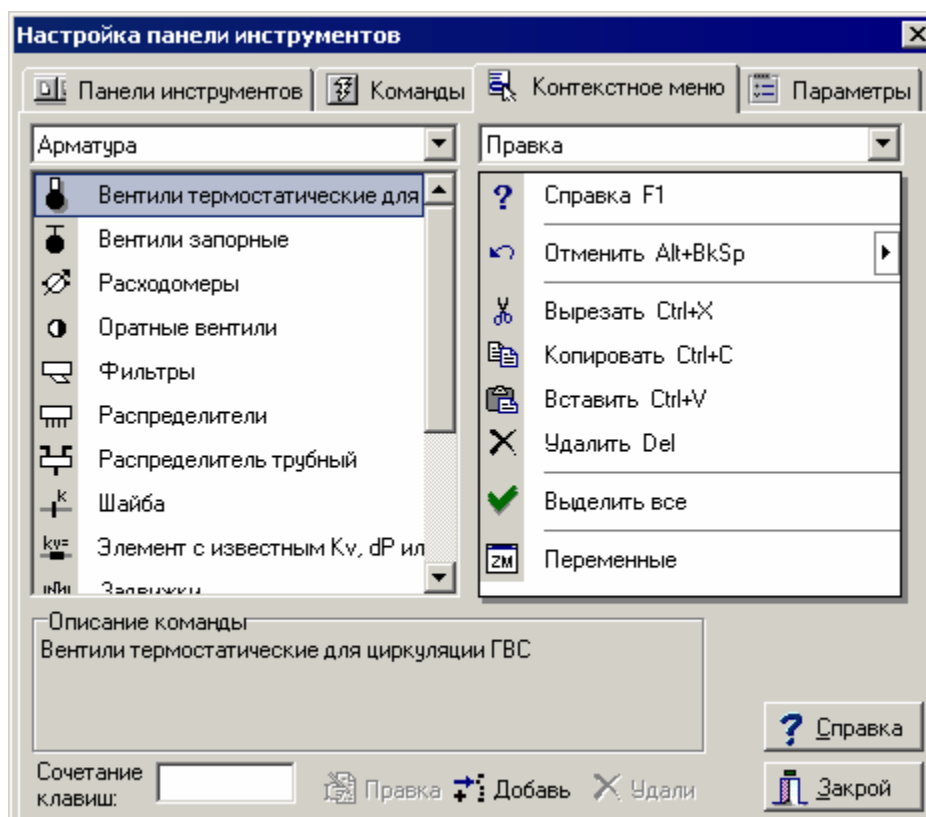 Настройка панели инструментов
Панели инструментов
Команды
Контекстное меню
Параметры
Арматура
Вентили термостатические для
Вентили запорные
Расходомеры
Оратные вентили
Фильтры
Распределители
Распределитель трубный
k
Шайба
kv=
Элемент с известным Kv, dP ил
Задвижки
Правка
? Справка F1
Отменить Alt+BkSp
Вырезать Ctrl+X
Копировать Ctrl+C
Вставить Ctrl+V
Удалить Del
Выделить все
ZM Переменные
Описание команды
Вентили термостатические для циркуляции ГВС
? Справка
Сочетание
клавиш:
Правка
Добавь
Удали
Закрой